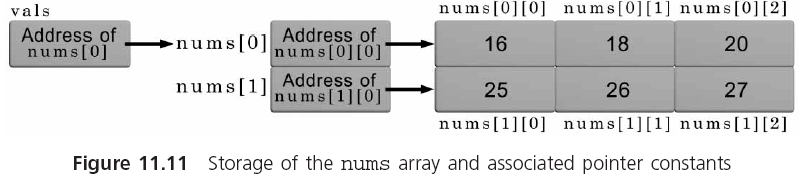 vals
nums[0][0] nums[0][1] nums[0][2]
Address of
nums[0]
nums[0]
Address of
nums[0][0]
16 18 20
nums[1]
Address of
nums[1][0]
25 26 27
nums[1][0] nums[1][1] nums[1][2]
Figure 11.11 Storage of the nums array and associated pointer constants